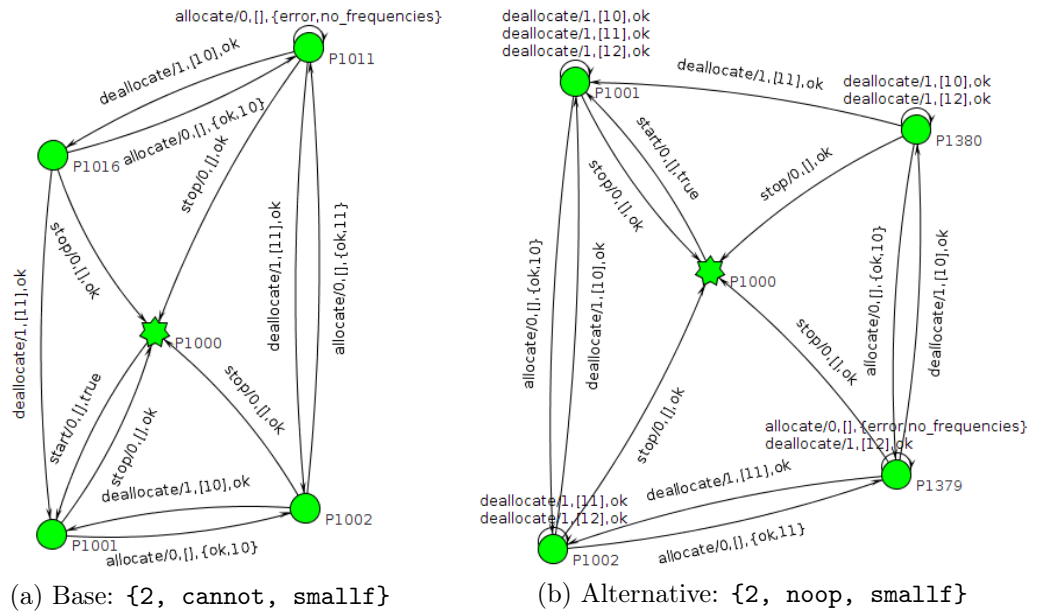 allocate/0,[],{error,no_frequencies}
P1011
deallocate/1,[10],ok
allocate/0,[],{ok,10}
P1016
stop/0,[],ok
stop/0,[],ok
deallocate/1,[11],ok
allocate/0,[],{ok,11}
deallocate/1,[11],ok
P1000
start/0,[],true
stop/0,[],ok
stop/0,[],ok
deallocate/1,[10],ok
P1002
P1001
allocate/0,[],{ok,10}
(a) Base: {2, cannot, smallf}
deallocate/1,[10],ok
deallocate/1,[11],ok
deallocate/1,[12],ok
P1001
deallocate/1,[11],ok
deallocate/1,[10],ok
deallocate/1,[12],ok
P1380
start/0,[],true
stop/0,[],ok
stop/0,[],ok
P1000
allocate/0,[],{ok,10}
deallocate/1,[10],ok
allocate/0,[],{ok,10}
deallocate/1,[10],ok
stop/0,[],ok
stop/0,[],ok
allocate/0,[],{error,no_frequencies}
deallocate/1,[12],ok
P1379
deallocate/1,[11],ok
deallocate/1,[11],ok
deallocate/1,[12],ok
P1002
allocate/0,[],{ok,11}
(b) Alternative: {2, noop, smallf}